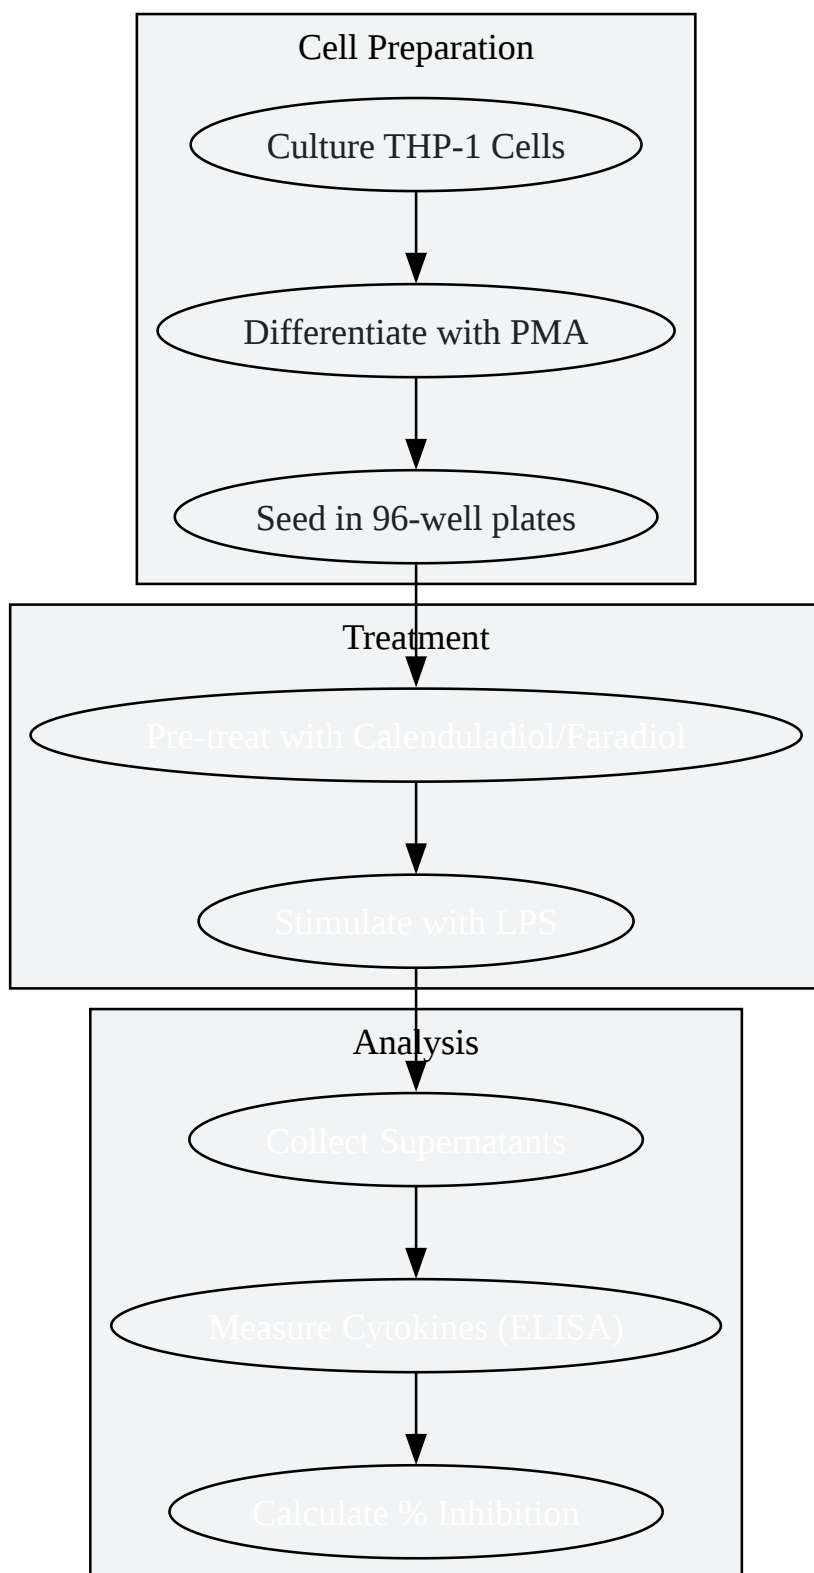 Cell Preparation
Culture THP-1 Cells
Differentiate with PMA
Seed in 96-well plates
Treatment
Pre-treat with Calenduladiol/Faradiol
Stimulate with LPS
Analysis
Collect Supernatants
Measure Cytokines (ELISA)
Calculate % Inhibition